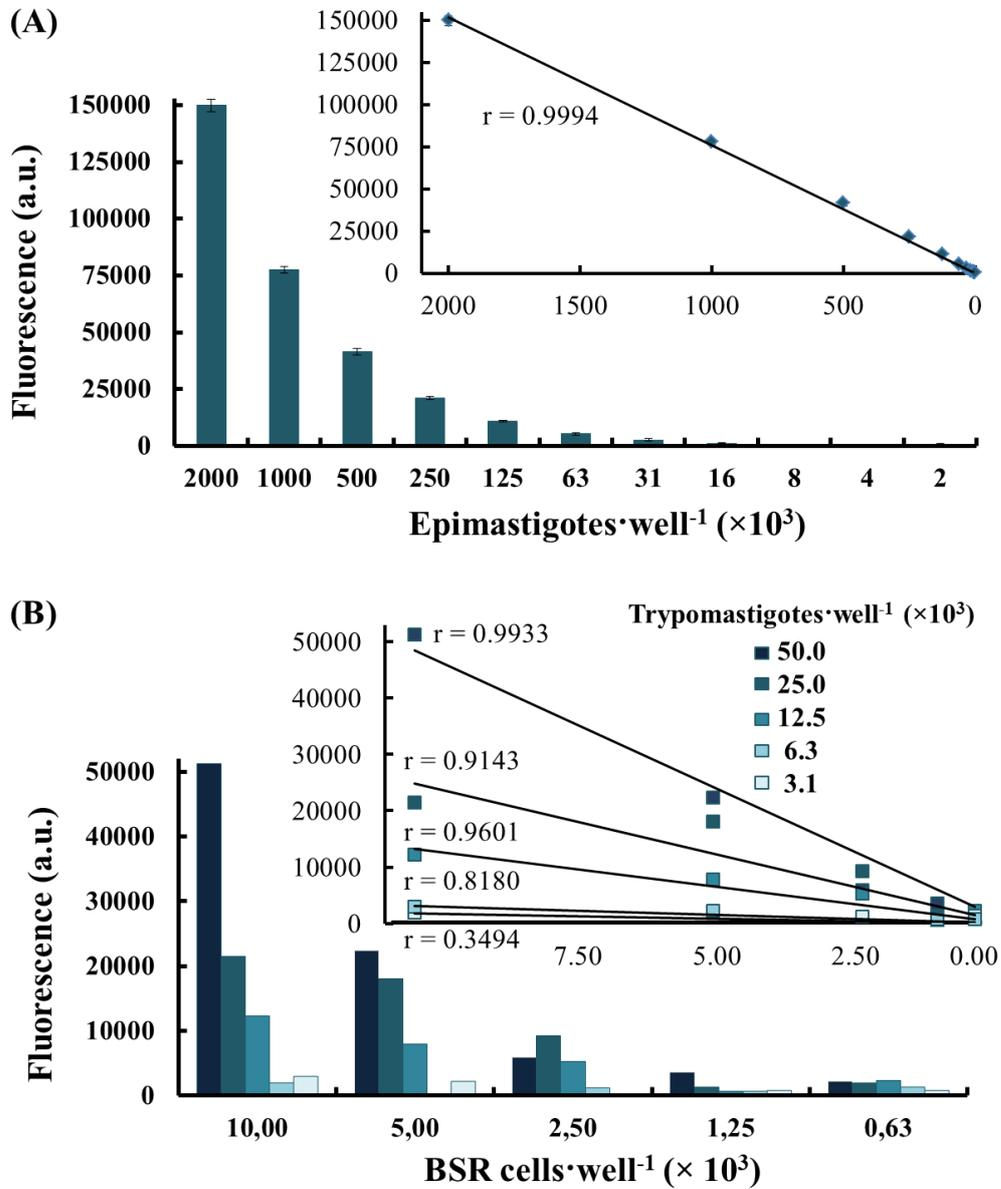 (A)
150000
125000
100000
75000
50000
25000
0
r = 0.9994
2000 1500 1000 500 0
Fluorescence (a.u.)
150000
125000
100000
75000
50000
25000
0
2000 1000 500 250 125 63 31 16 8 4 2
Epimastigotes·well⁻¹ (×10³)
(B)
Trypomastigotes·well⁻¹ (×10³)
50.0
25.0
12.5
6.3
3.1
50000
40000
30000
20000
10000
0
r = 0.9933
r = 0.9143
r = 0.9601
r = 0.8180
r = 0.3494
7.50 5.00 2.50 0.00
Fluorescence (a.u.)
50000
40000
30000
20000
10000
0
10,00 5,00 2,50 1,25 0,63
BSR cells·well⁻¹ (× 10³)